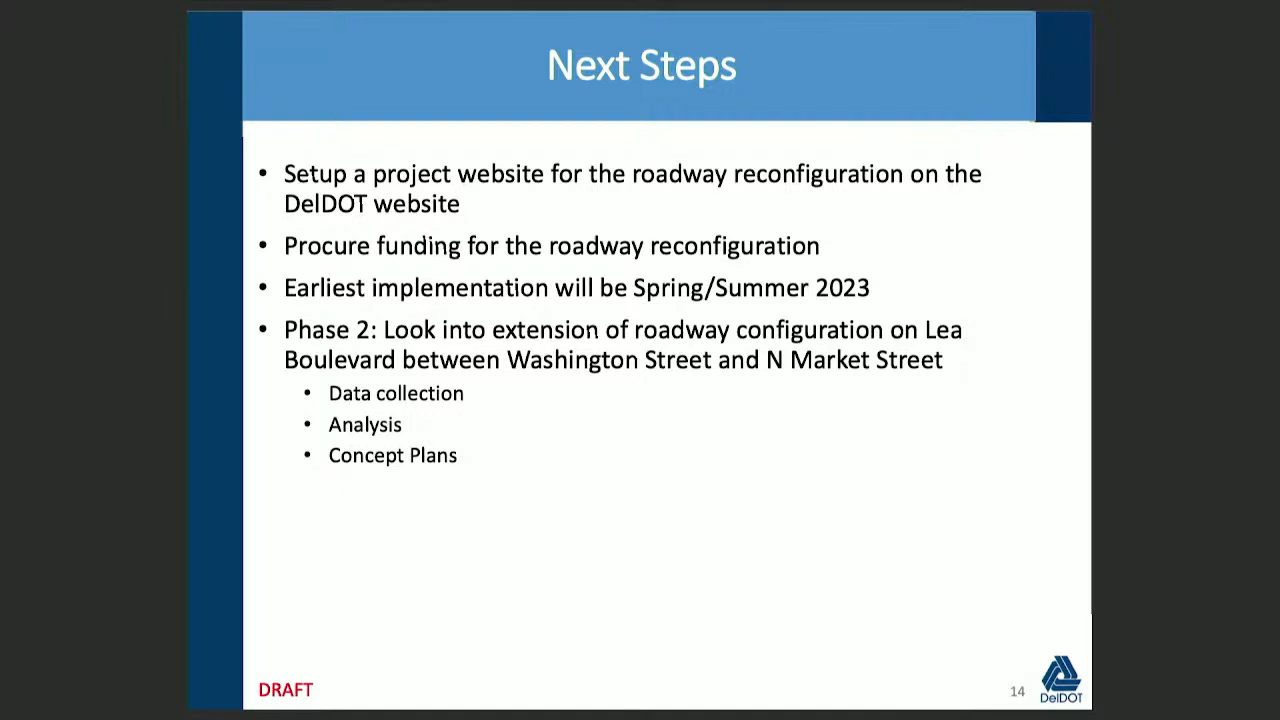 Next Steps
• Setup a project website for the roadway reconfiguration on the
DelDOT website
• Procure funding for the roadway reconfiguration
• Earliest implementation will be Spring/Summer 2023
• Phase 2: Look into extension of roadway configuration on Lea
Boulevard between Washington Street and N Market Street
• Data collection
• Analysis
• Concept Plans
DRAFT
14
DelDOT